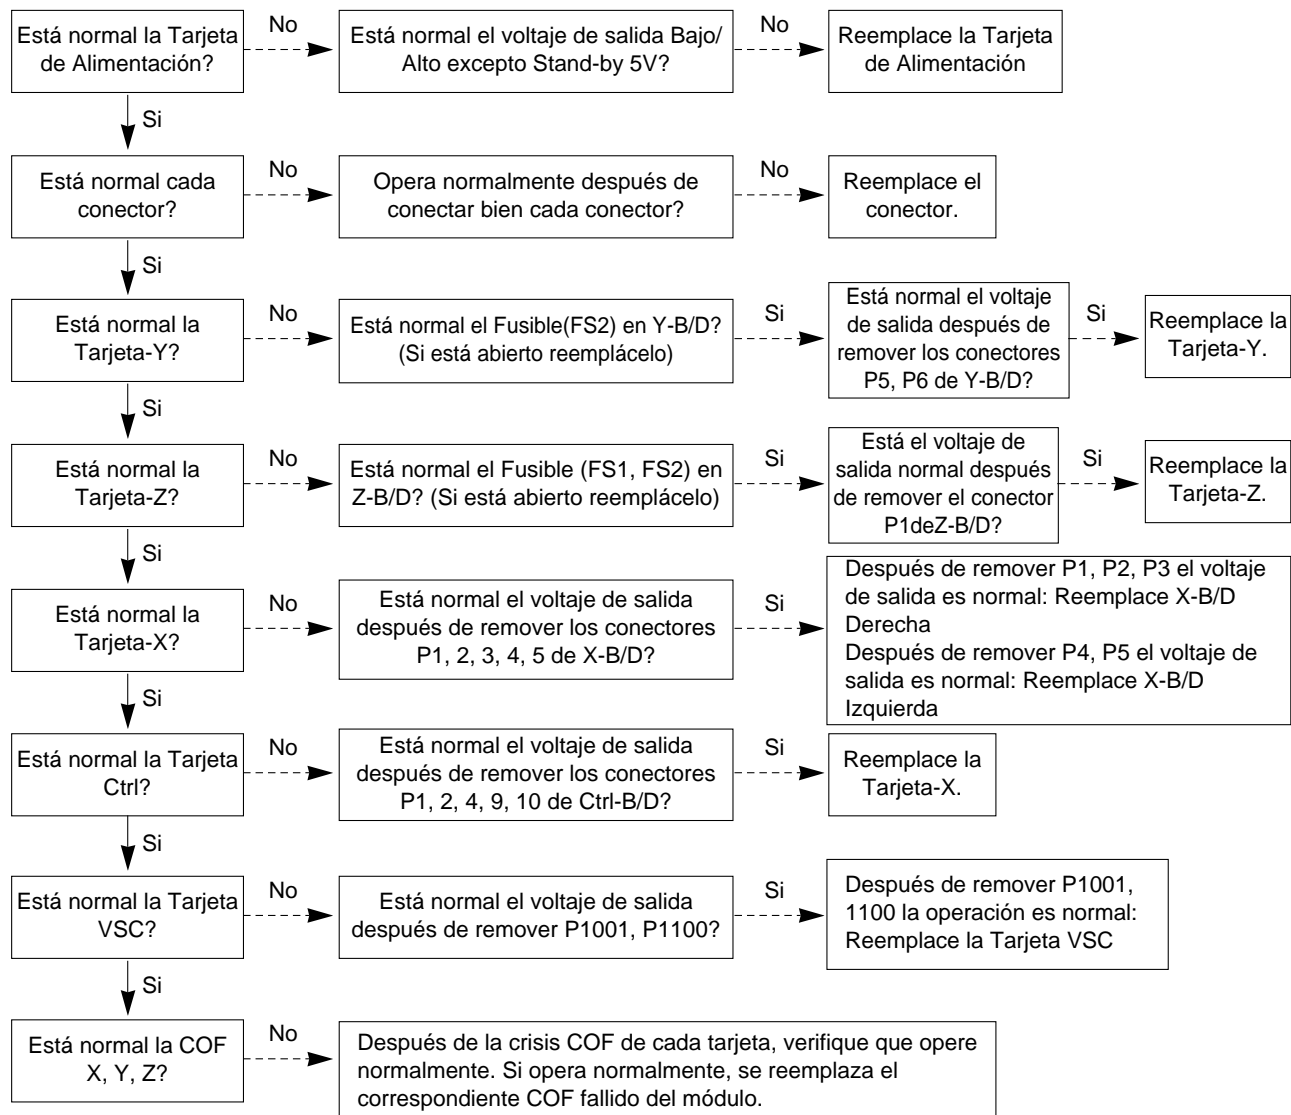 Está normal la Tarjeta
de Alimentación?
No
Está normal el voltaje de salida Bajo/
Alto excepto Stand-by 5V?
No
Reemplace la Tarjeta
de Alimentación
Si
Está normal cada
conector?
No
Opera normalmente después de
conectar bien cada conector?
No
Reemplace el
conector.
Si
Está normal la
Tarjeta-Y?
No
Está normal el Fusible(FS2) en Y-B/D?
(Si está abierto reemplácelo)
Si
Está normal el voltaje
de salida después de
remover los conectores
P5, P6 de Y-B/D?
Si
Reemplace la
Tarjeta-Y.
Si
Está normal la
Tarjeta-Z?
No
Está normal el Fusible (FS1, FS2) en
Z-B/D? (Si está abierto reemplácelo)
Si
Está el voltaje de
salida normal después
de remover el conector
P1deZ-B/D?
Si
Reemplace la
Tarjeta-Z.
Si
Está normal la
Tarjeta-X?
No
Está normal el voltaje de salida
después de remover los conectores
P1, 2, 3, 4, 5 de X-B/D?
Si
Después de remover P1, P2, P3 el voltaje
de salida es normal: Reemplace X-B/D
Derecha
Después de remover P4, P5 el voltaje de
salida es normal: Reemplace X-B/D
Izquierda
Si
Está normal la Tarjeta
Ctrl?
No
Está normal el voltaje de salida
después de remover los conectores
P1, 2, 4, 9, 10 de Ctrl-B/D?
Si
Reemplace la
Tarjeta-X.
Si
Está normal la Tarjeta
VSC?
No
Está normal el voltaje de salida
después de remover P1001, P1100?
Si
Después de remover P1001,
1100 la operación es normal:
Reemplace la Tarjeta VSC
Si
Está normal la COF
X, Y, Z?
No
Después de la crisis COF de cada tarjeta, verifique que opere
normalmente. Si opera normalmente, se reemplaza el
correspondiente COF fallido del módulo.